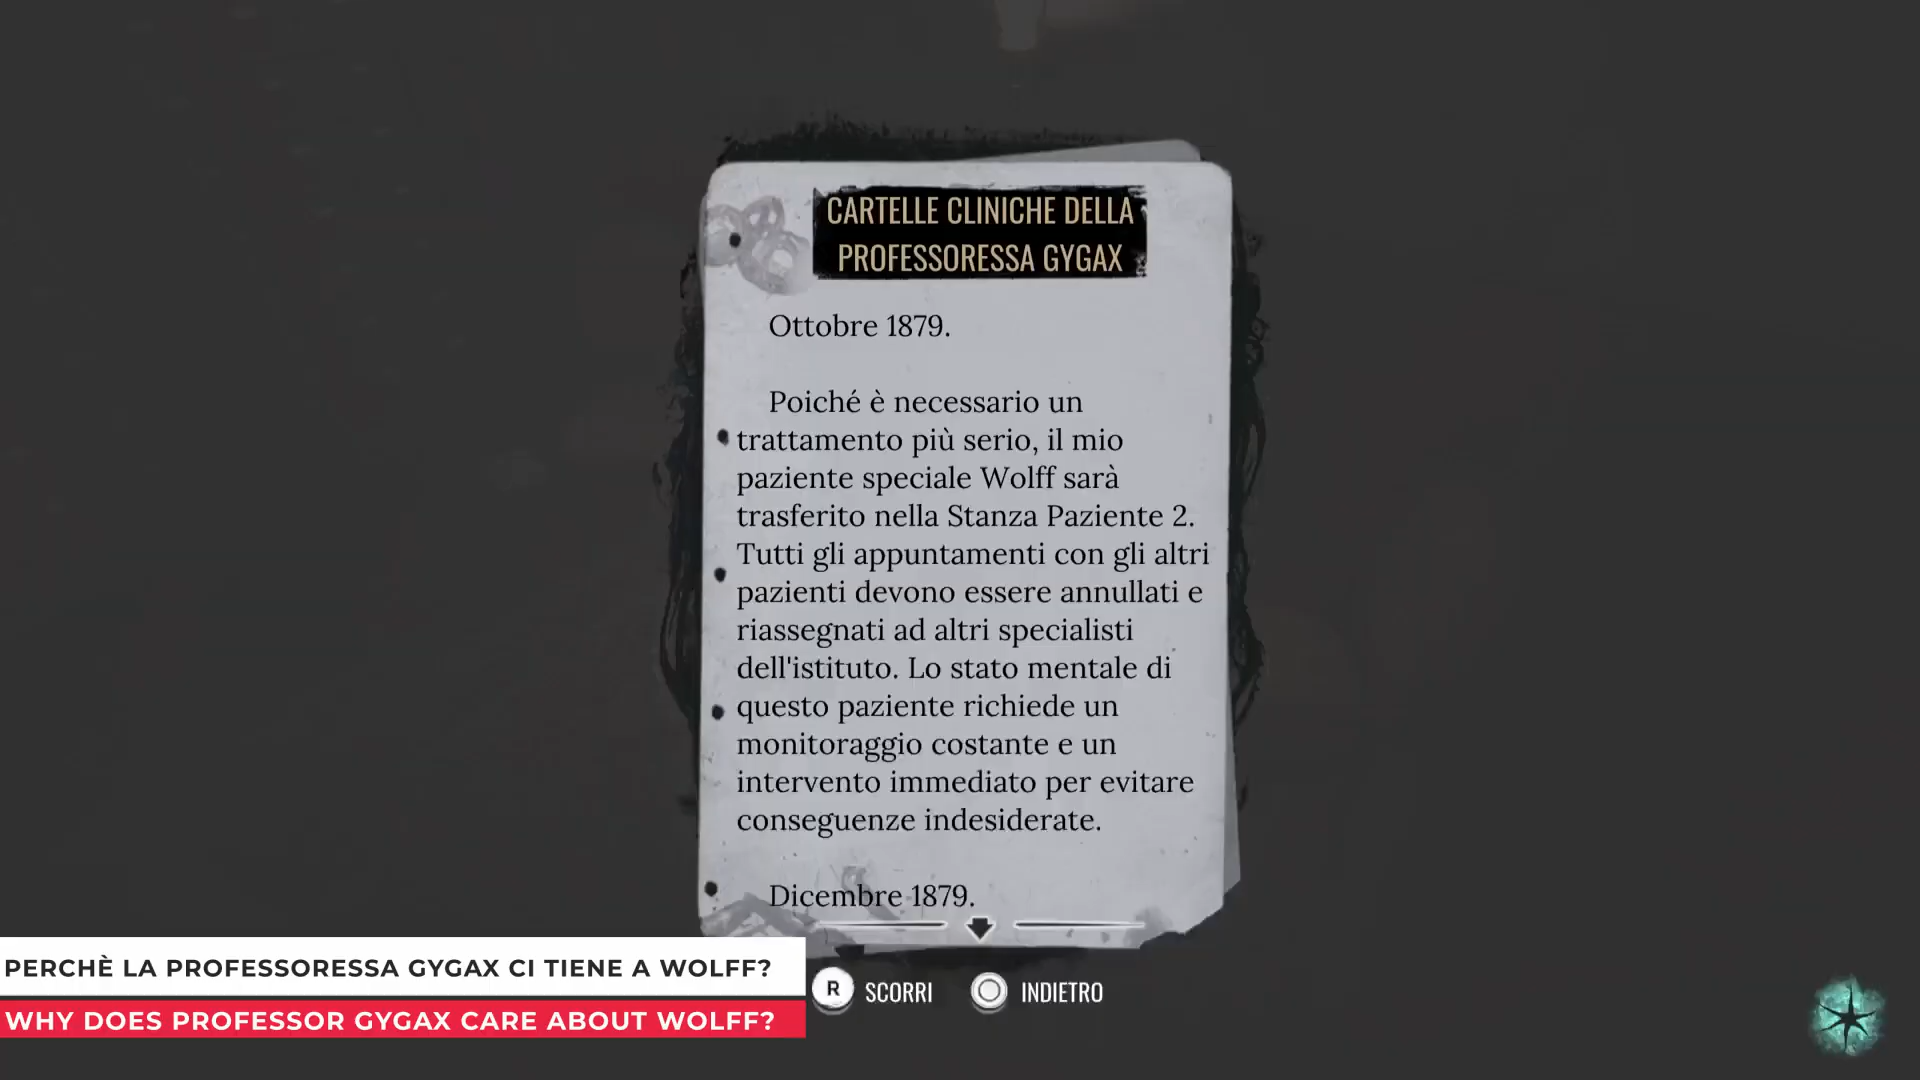 CARTELLE CLINICHE DELLA
PROFESSORESSA GYGAX
Ottobre 1879.
Poiché è necessario un
trattamento più serio, il mio
paziente speciale Wolff sarà
trasferito nella Stanza Paziente 2.
Tutti gli appuntamenti con gli altri
pazienti devono essere annullati e
riassegnati ad altri specialisti
dell'istituto. Lo stato mentale di
questo paziente richiede un
monitoraggio costante e un
intervento immediato per evitare
conseguenze indesiderate.
Dicembre 1879.
PERCHÈ LA PROFESSORESSA GYGAX CI TIENE A WOLFF?
WHY DOES PROFESSOR GYGAX CARE ABOUT WOLFF?
R SCORRI
INDIETRO